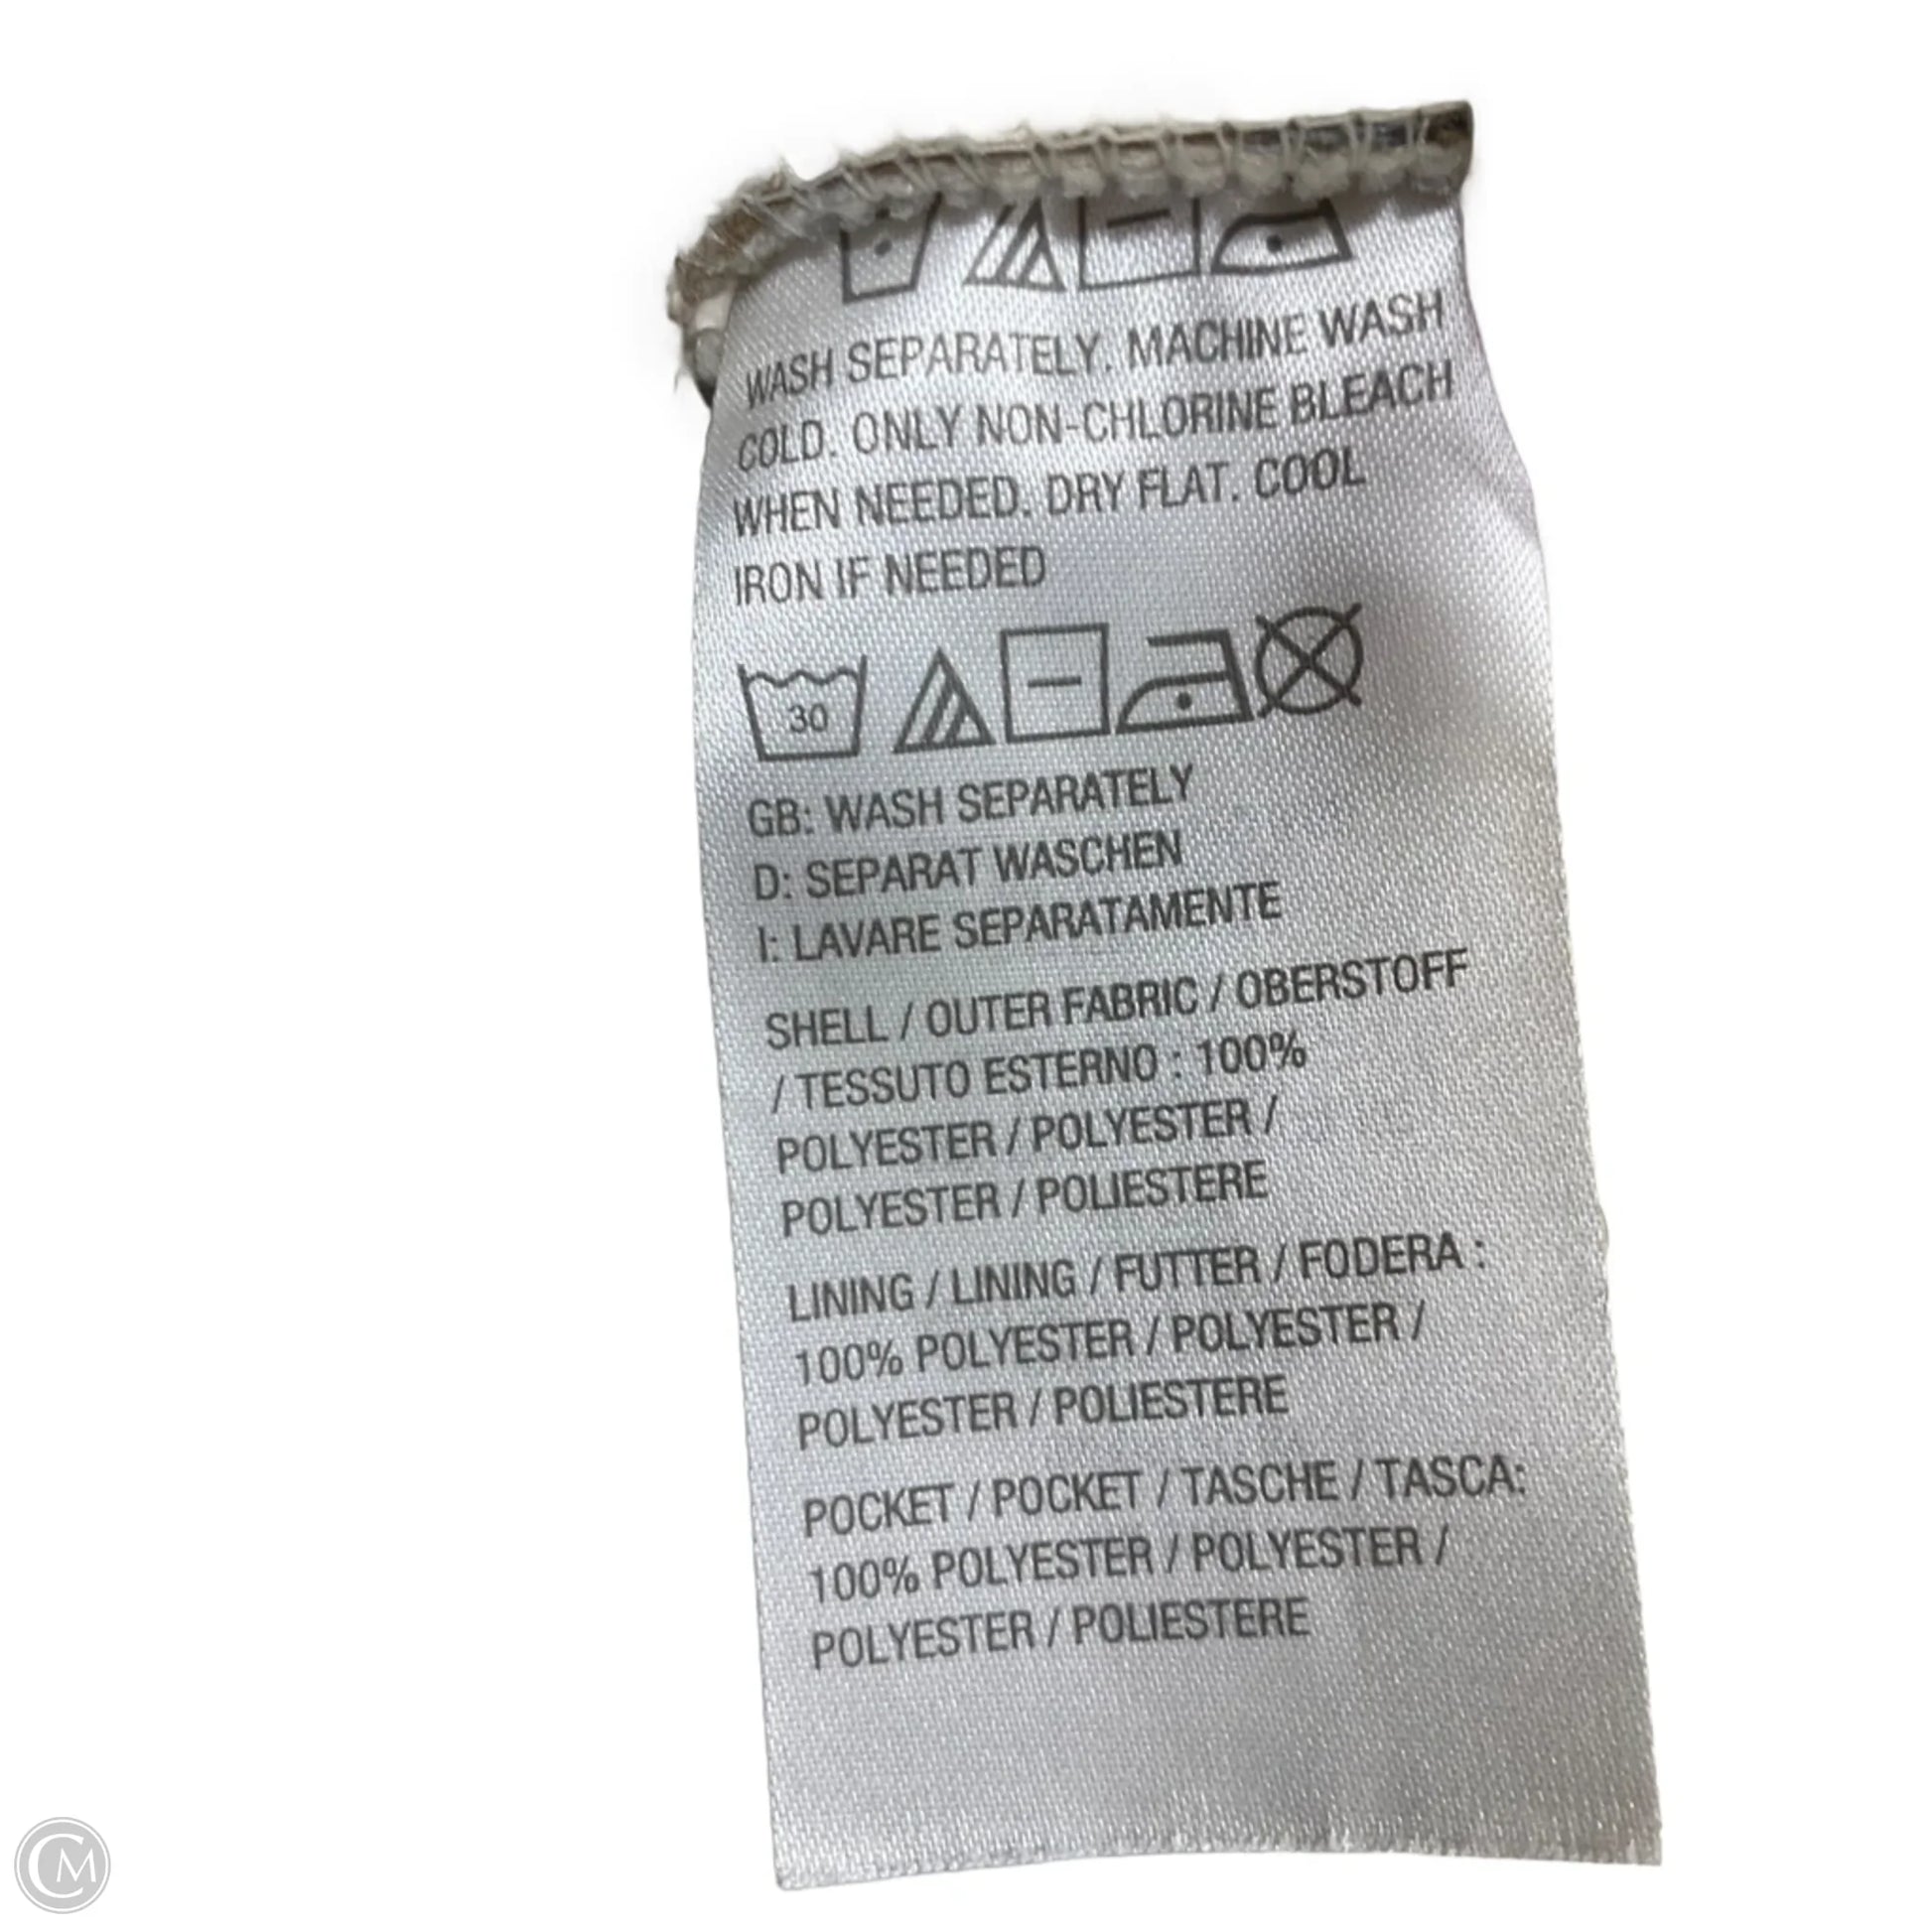 WASH SEPARATELY. MACHINE WASH
COLD. ONLY NON-CHLORINE BLEACH
WHEN NEEDED. DRY FLAT. COOL
IRON IF NEEDED
30
GB: WASH SEPARATELY
D: SEPARAT WASCHEN
I: LAVARE SEPARATAMENTE
SHELL / OUTER FABRIC / OBERSTOFF
/ TESSUTO ESTERNO : 100%
POLYESTER / POLYESTER /
POLYESTER / POLIESTERE
LINING / LINING / FUTTER / FODERA :
100% POLYESTER / POLYESTER /
POLYESTER / POLIESTERE
POCKET / POCKET / TASCHE / TASCA:
100% POLYESTER / POLYESTER /
POLYESTER / POLIESTERE
CM